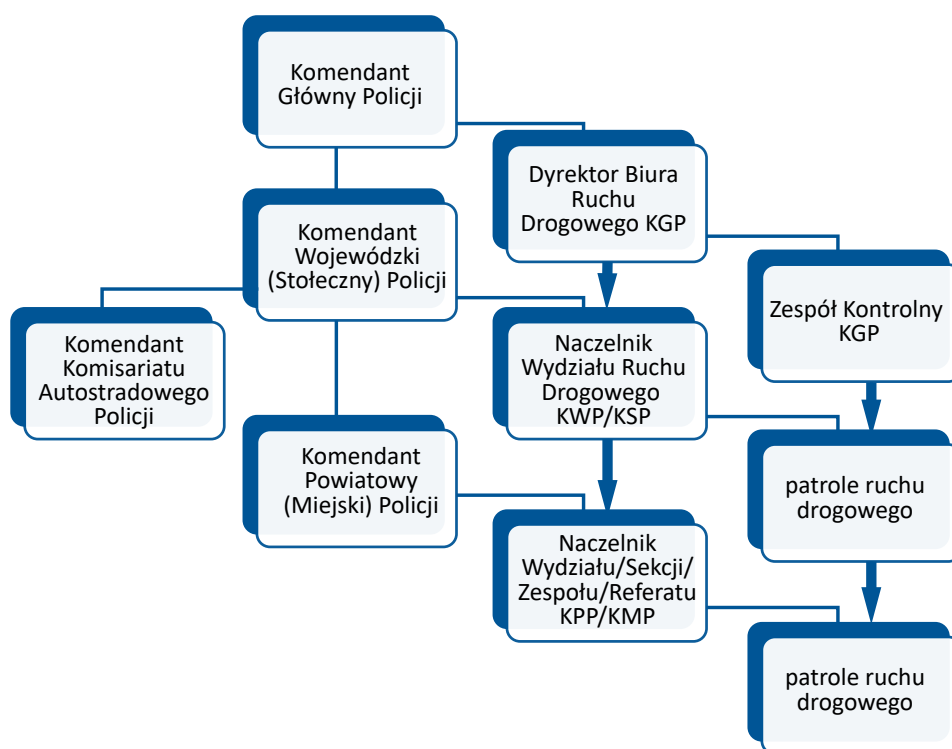 Komendant
Główny Policji
Dyrektor Biura
Ruchu
Drogowego KGP
Komendant
Wojewódzki
(Stołeczny) Policji
Zespół Kontrolny
KGP
Komendant
Komisariatu
Autostradowego
Policji
Naczelnik
Wydziału Ruchu
Drogowego
KWP/KSP
Komendant
Powiatowy
(Miejski) Policji
patrole ruchu
drogowego
Naczelnik
Wydziału/Sekcji/
Zespołu/Referatu
KPP/KMP
patrole ruchu
drogowego